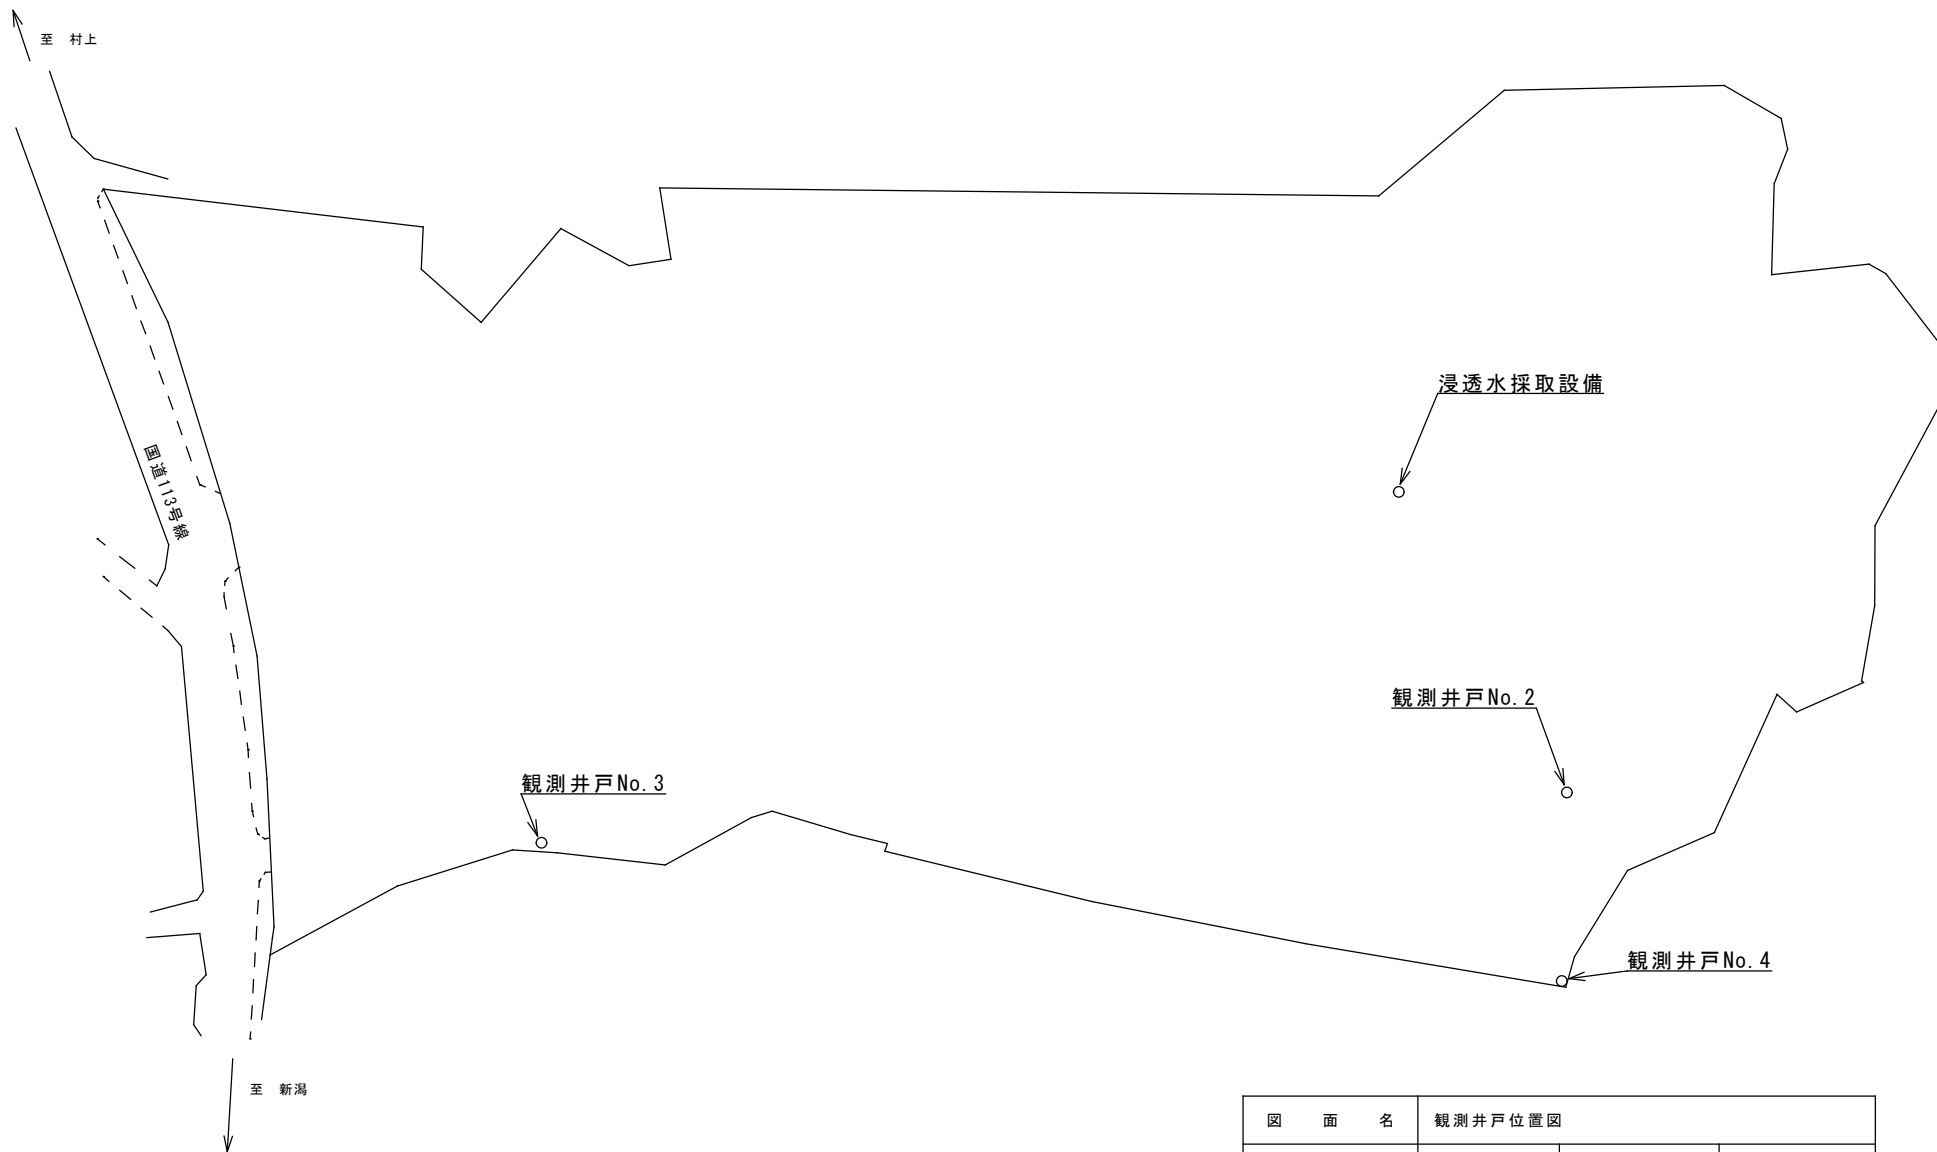 至 村上
浸透水採取設備
国道113号線
観測井戸No.2
観測井戸No.3
観測井戸No.4
至 新潟
図 面 名 観測井戸位置図